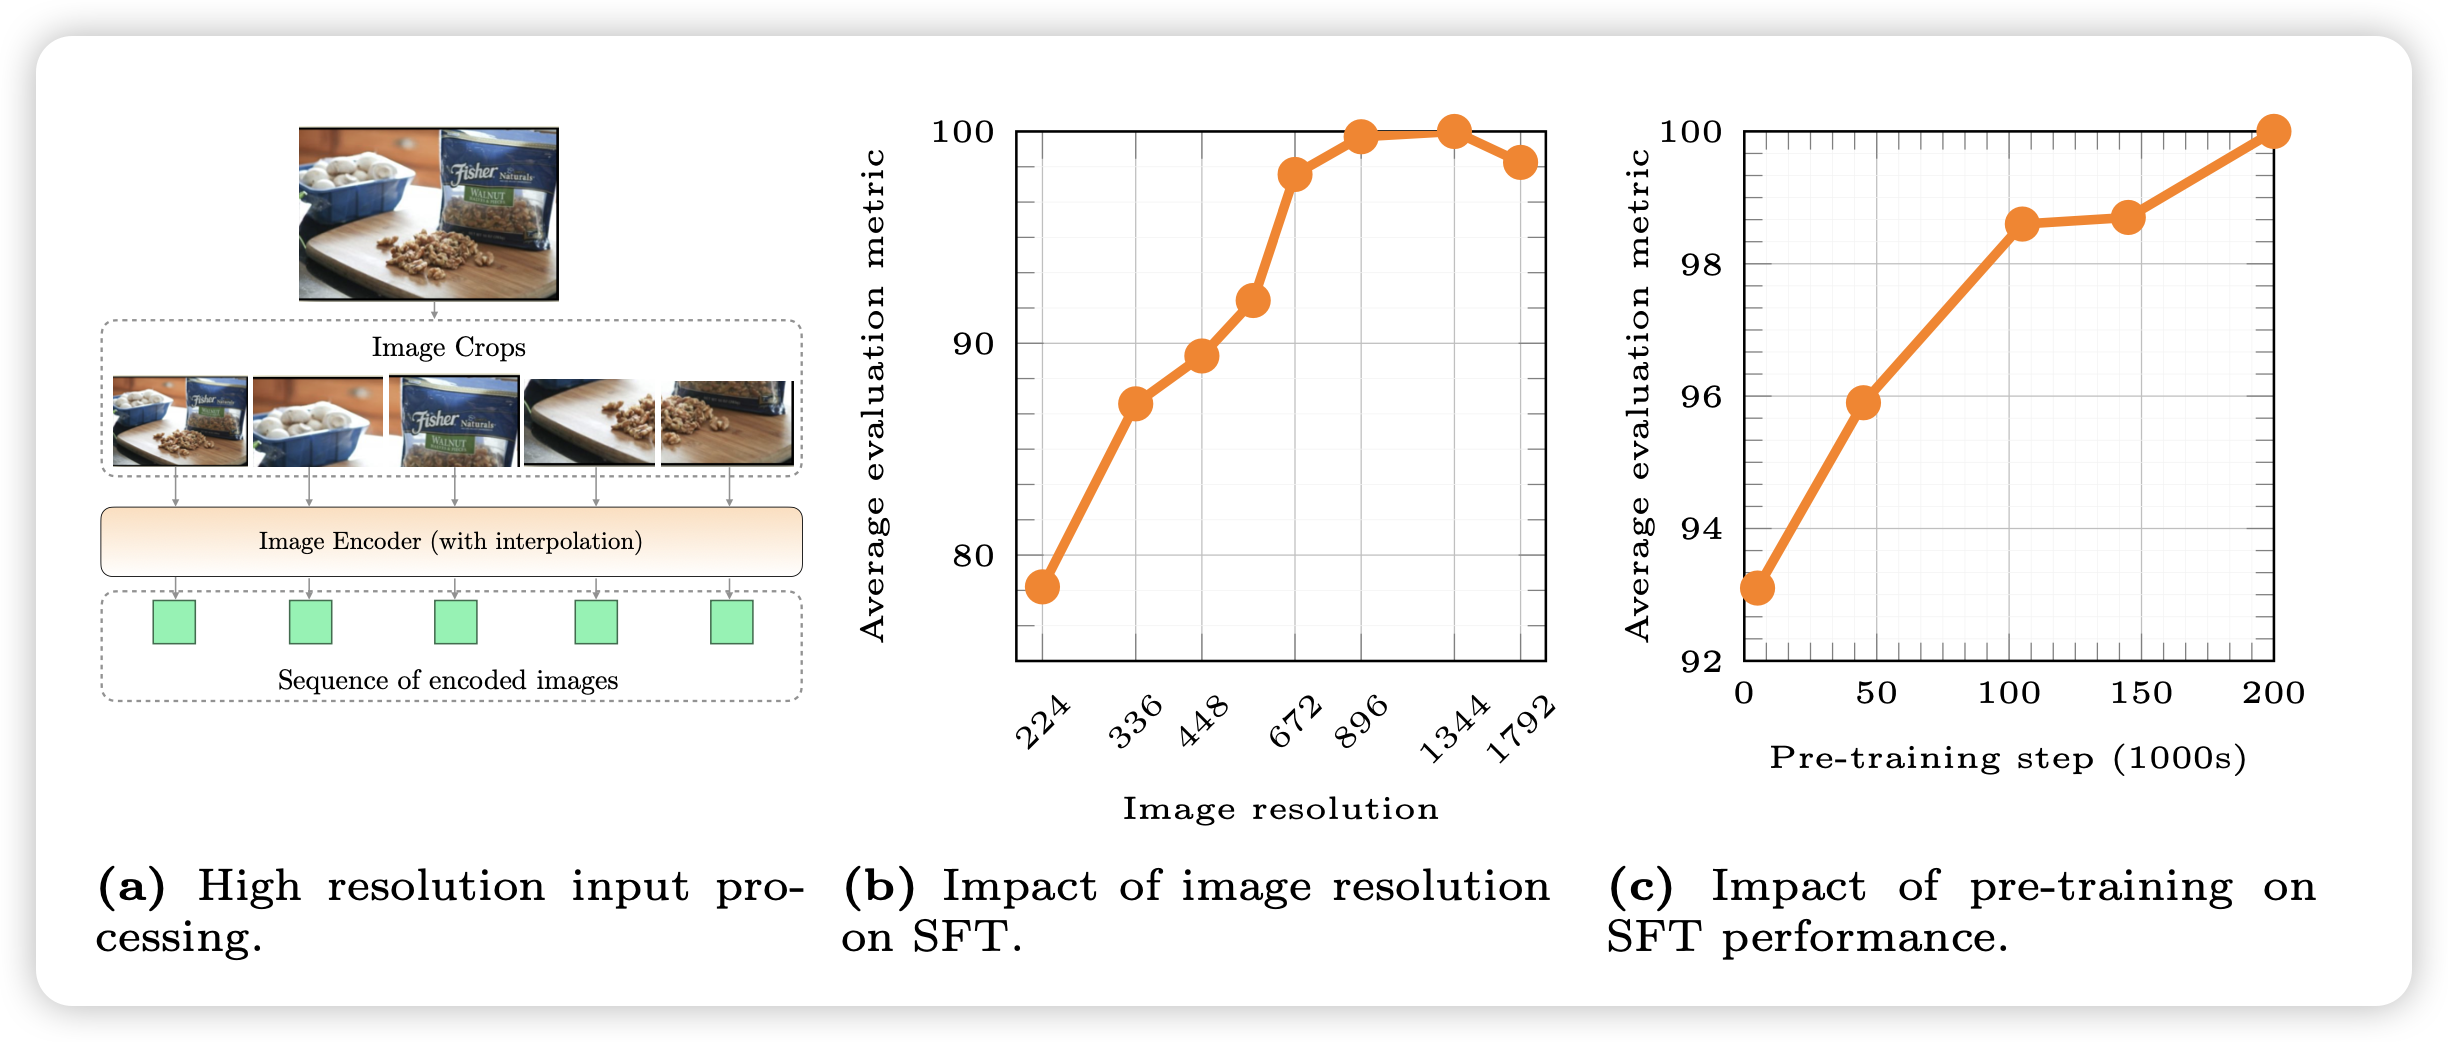 Fisher
Naturals
WALNUT
Image Crops
Fisher
Naturals
WALNUT
Image Encoder (with interpolation)
Sequence of encoded images
(a) High resolution input pro-
cessing.
Average evaluation metric
100
90
80
224 336 448 672 896 1344 1792
Image resolution
(b) Impact of image resolution
on SFT.
Average evaluation metric
100
98
96
94
92
0 50 100 150 200
Pre-training step (1000s)
(c) Impact of pre-training on
SFT performance.